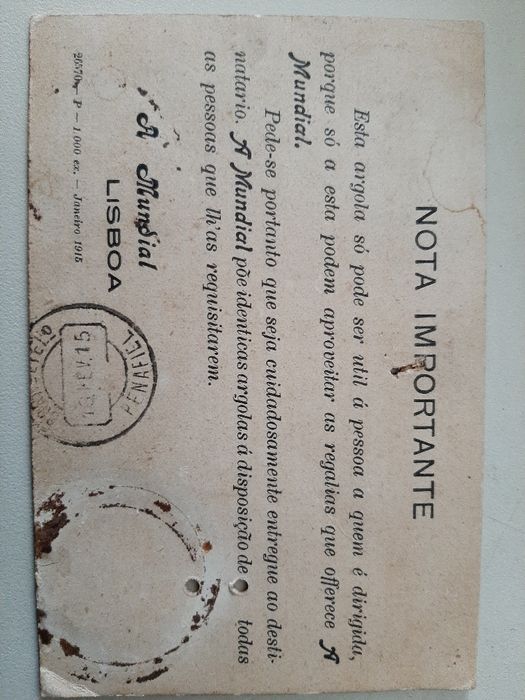 NOTA IMPORTANTE
Esta argola só pode ser util á pessoa a quem é dirigida,
porque só a esta podem aproveitar as regalias que offerece A
Mundial.
Pede-se portanto que seja cuidadosamente entregue ao desti-
natario. A Mundial põe identicas argolas á disposição de todas
as pessoas que lh'as requisitarem.
A Mundial
LISBOA
26570 — P — 1.000 ex. — Janeiro 1915
PENAFIEL